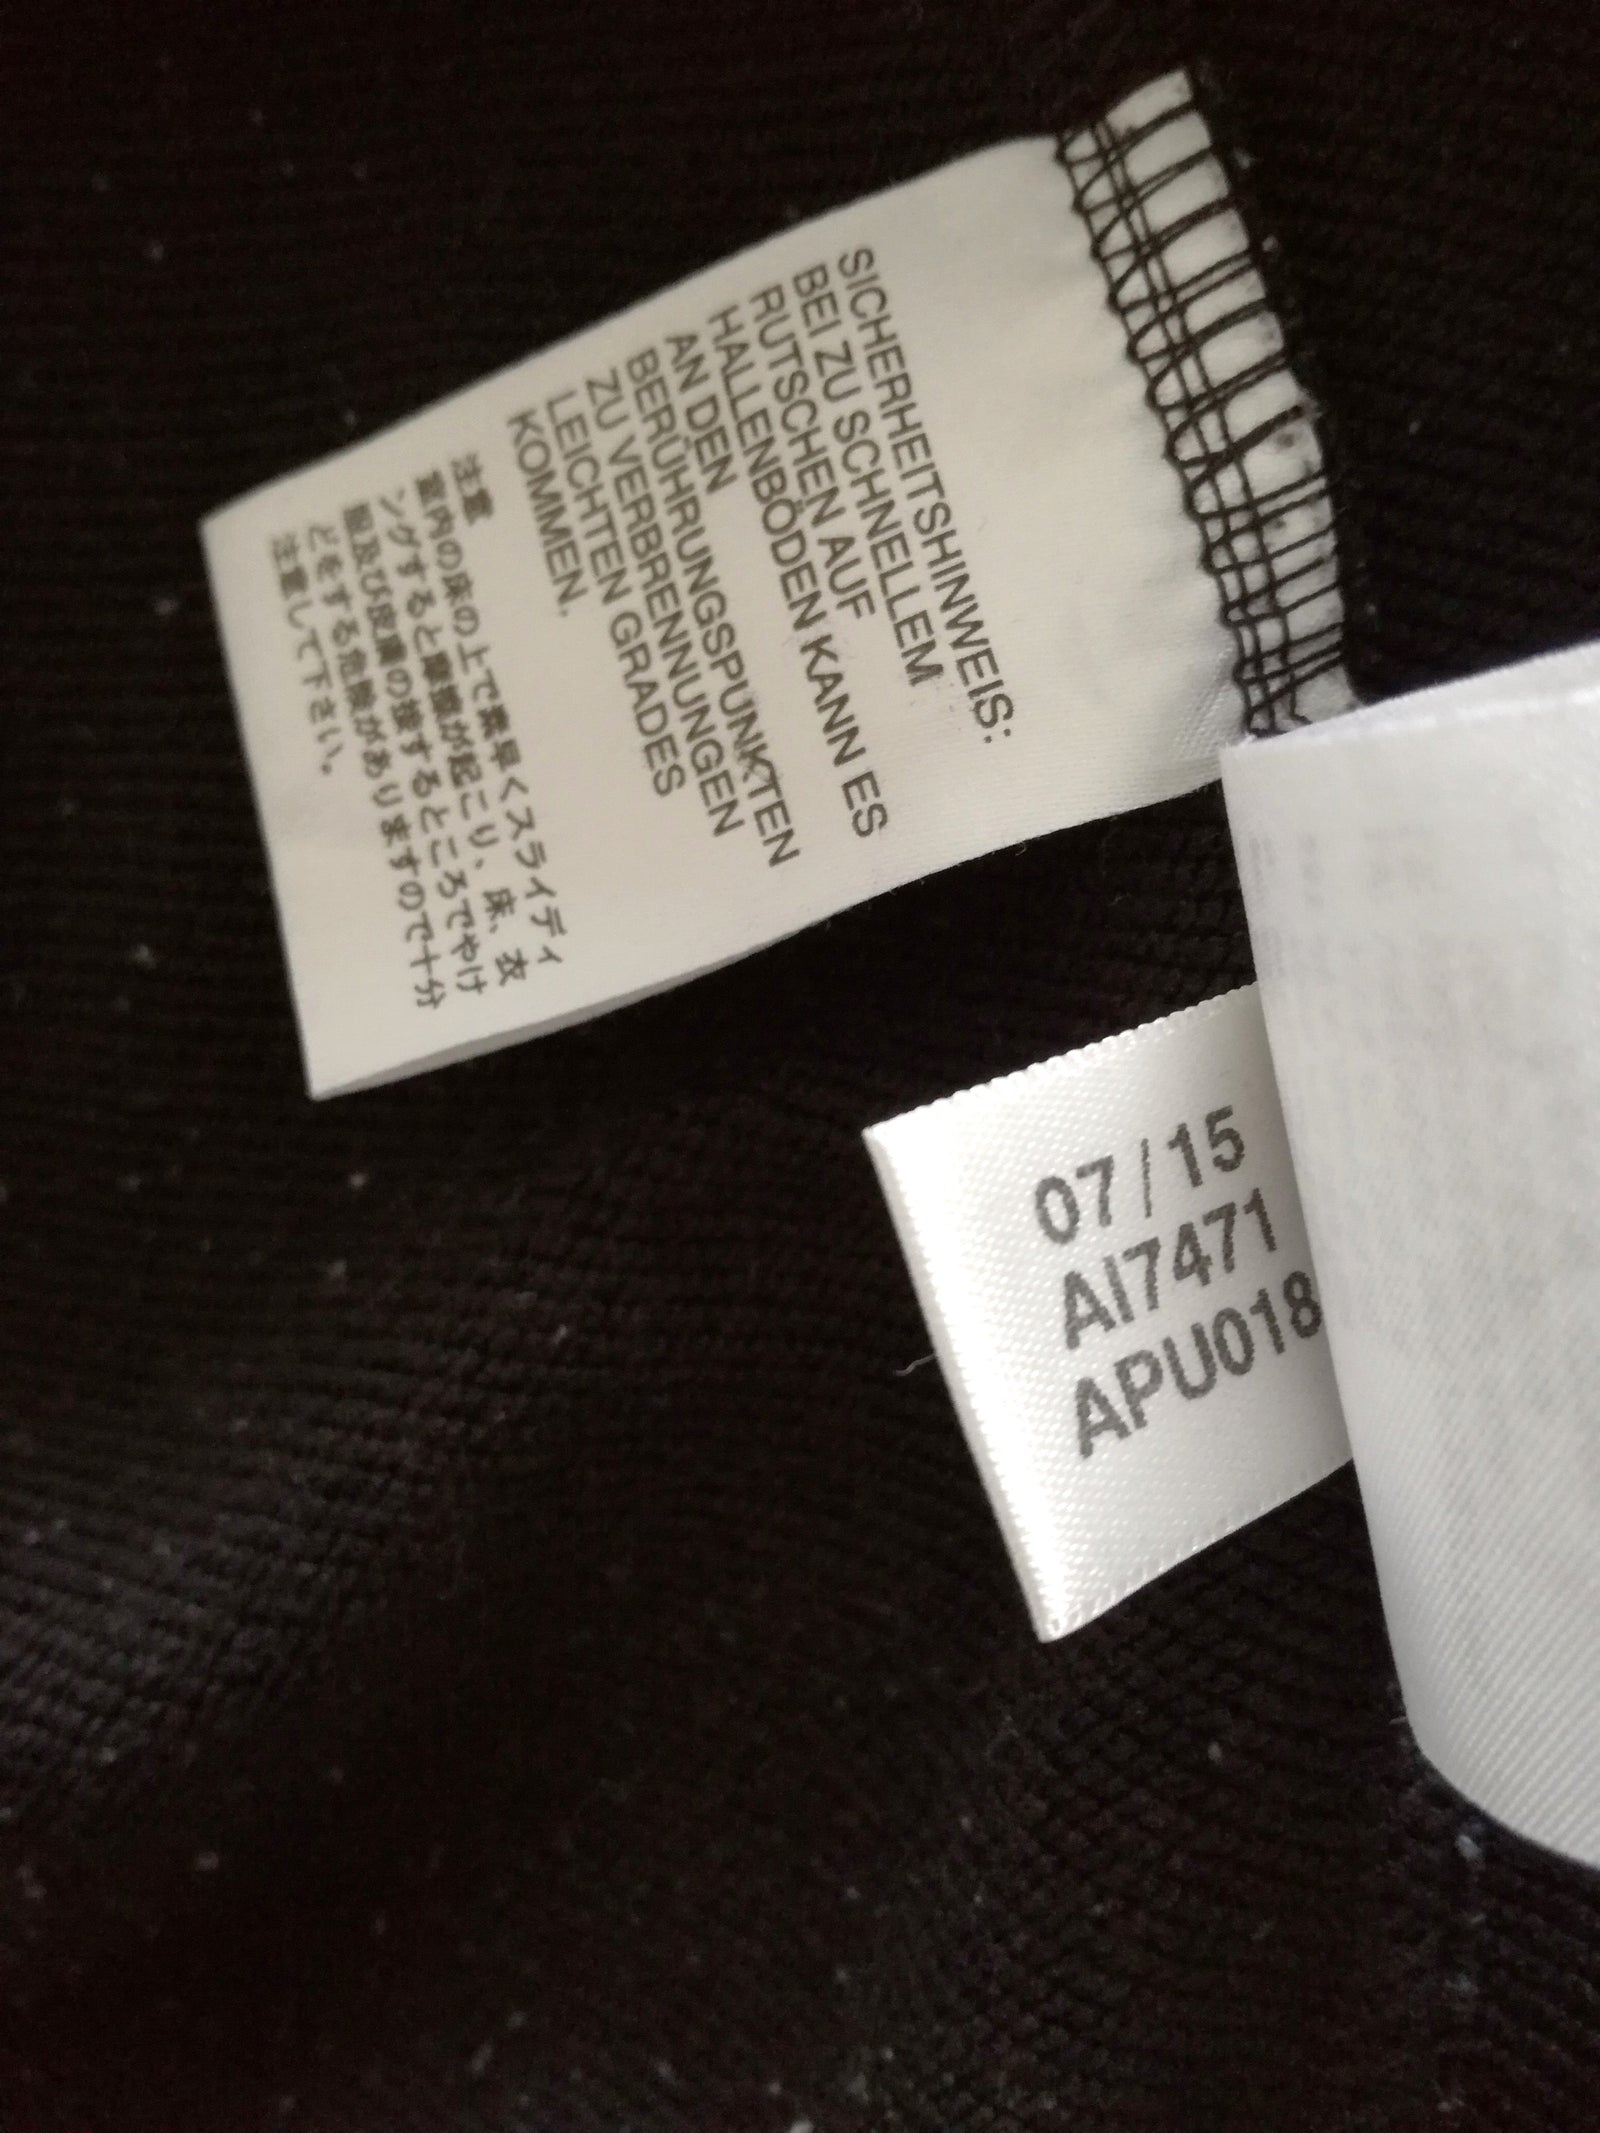 SICHERHEITSHINWEIS:
BEI ZU SCHNELLEM
RUTSCHEN AUF
HALLENBÖDEN KANN ES
AN DEN
BERÜHRUNGSPUNKTEN
ZU VERBRENNUNGEN
LEICHTEN GRADES
KOMMEN.
注意
室内の床の上で素早くスライディ
ングすると摩擦が起こり、床、衣
服及び皮膚の接するところでやけ
どをする危険がありますので十分
注意して下さい。
07/15
AI7471
APU018